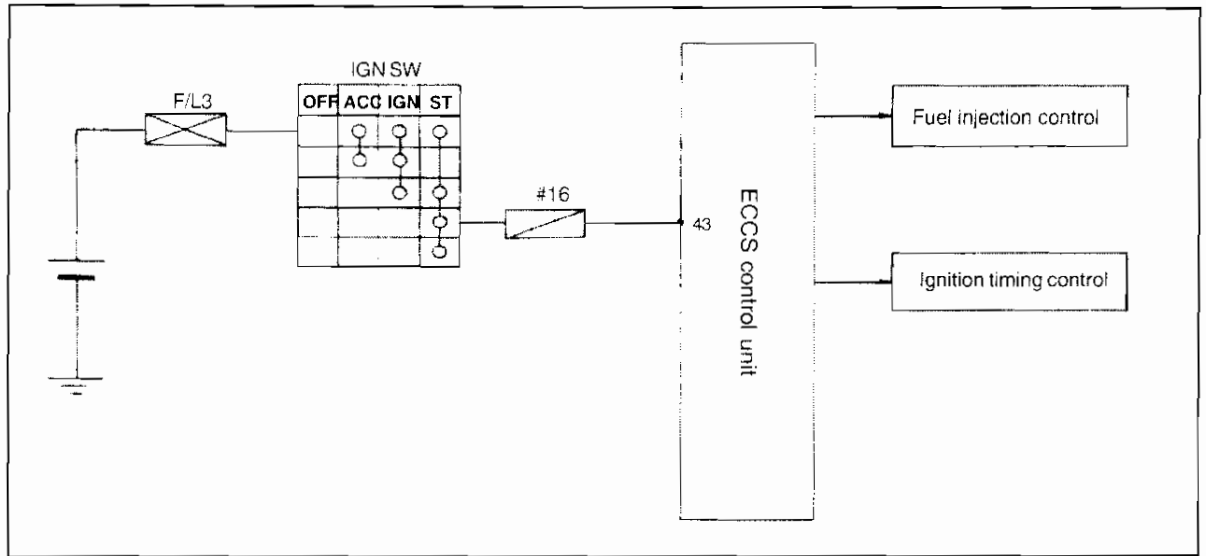 IGN SW
F/L3
OFF ACC IGN ST
#16
43
ECCS control unit
Fuel injection control
Ignition timing control